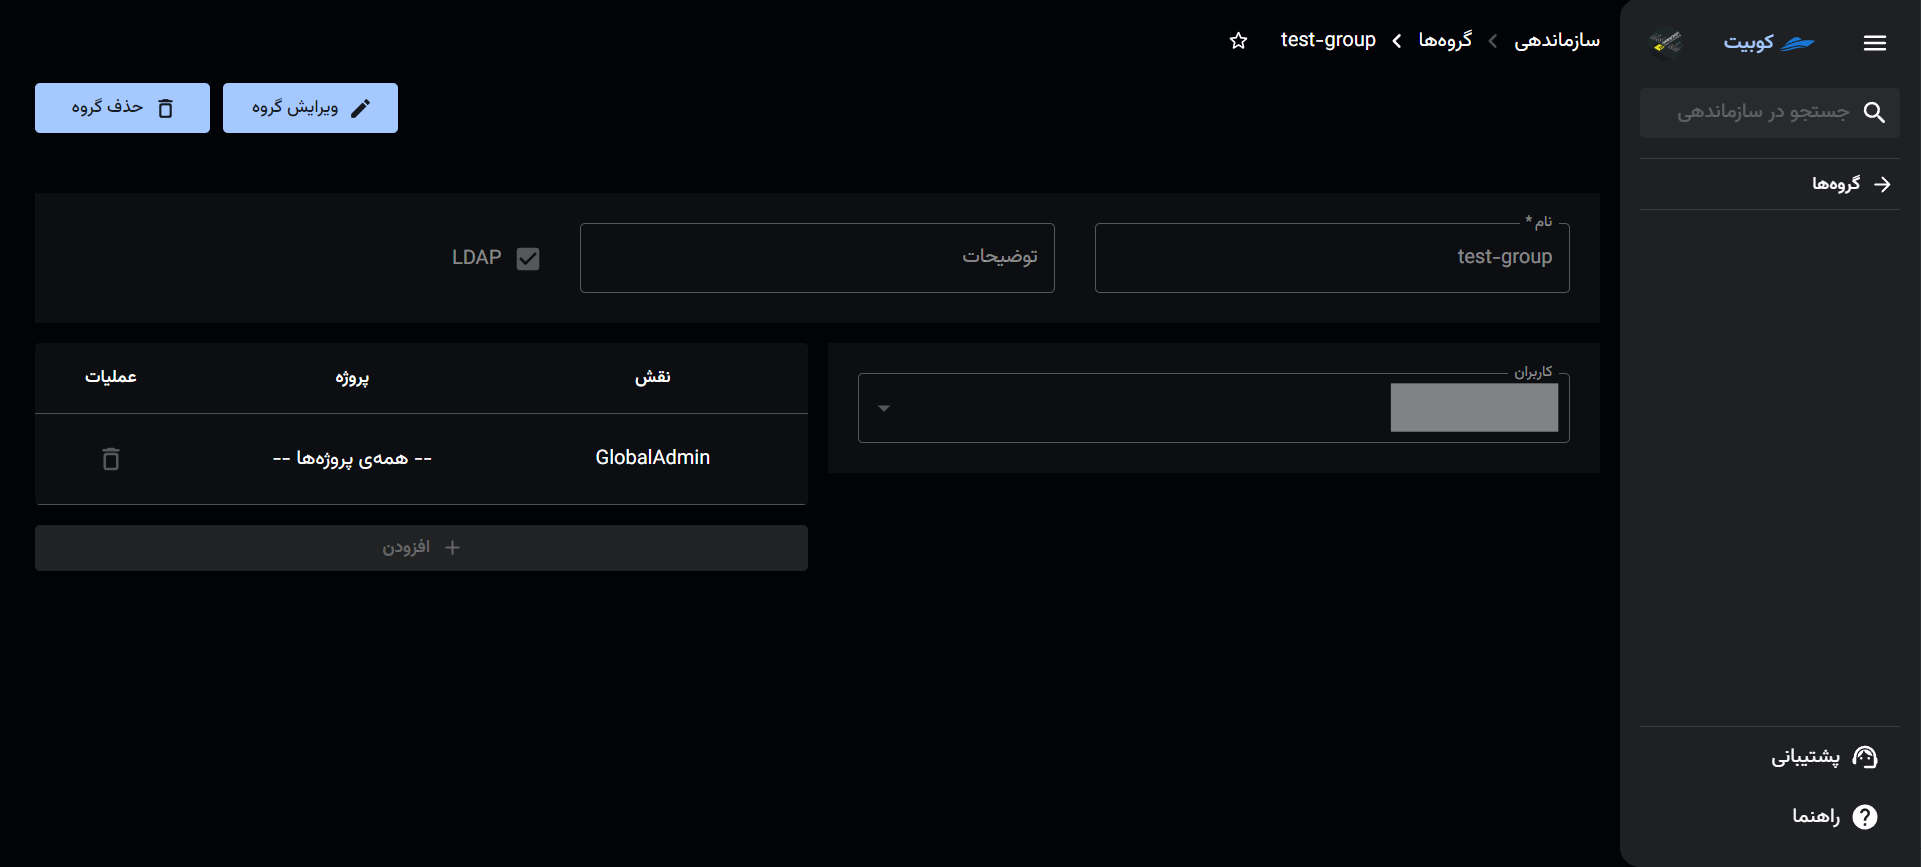 کوبیت
جستجو در سازماندهی
گروه‌ها
پشتیبانی
راهنما
سازماندهی
گروه‌ها
test-group
ویرایش گروه
حذف گروه
نام *
test-group
توضیحات
LDAP
کاربران
نقش پروژه عملیات
GlobalAdmin -- همه‌ی پروژه‌ها --
افزودن